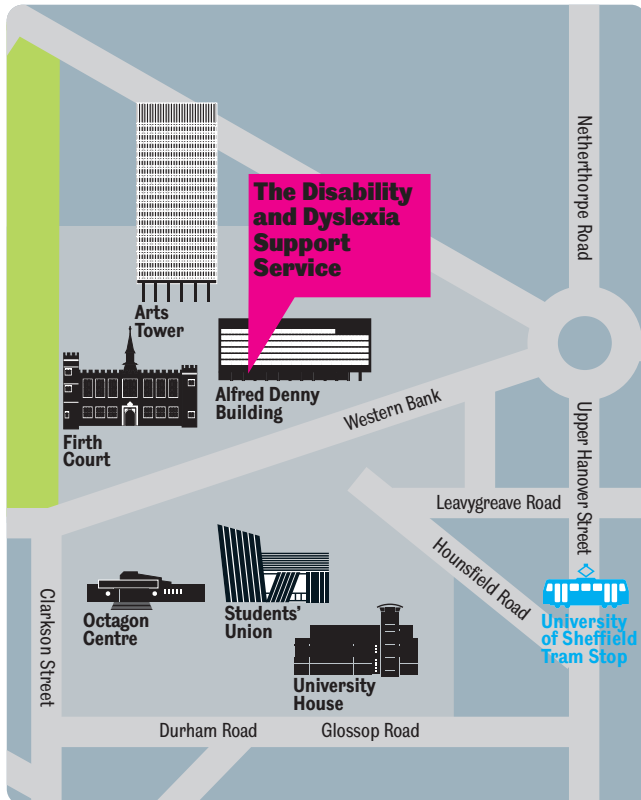 Netherthorpe Road
The Disability
and Dyslexia
Support
Service
Arts
Tower
Alfred Denny
Building
Firth
Court
Western Bank
Upper Hanover Street
Leavygreave Road
Hounsfield Road
Clarkson Street
Octagon
Centre
Students'
Union
University
of Sheffield
Tram Stop
University
House
Durham Road
Glossop Road